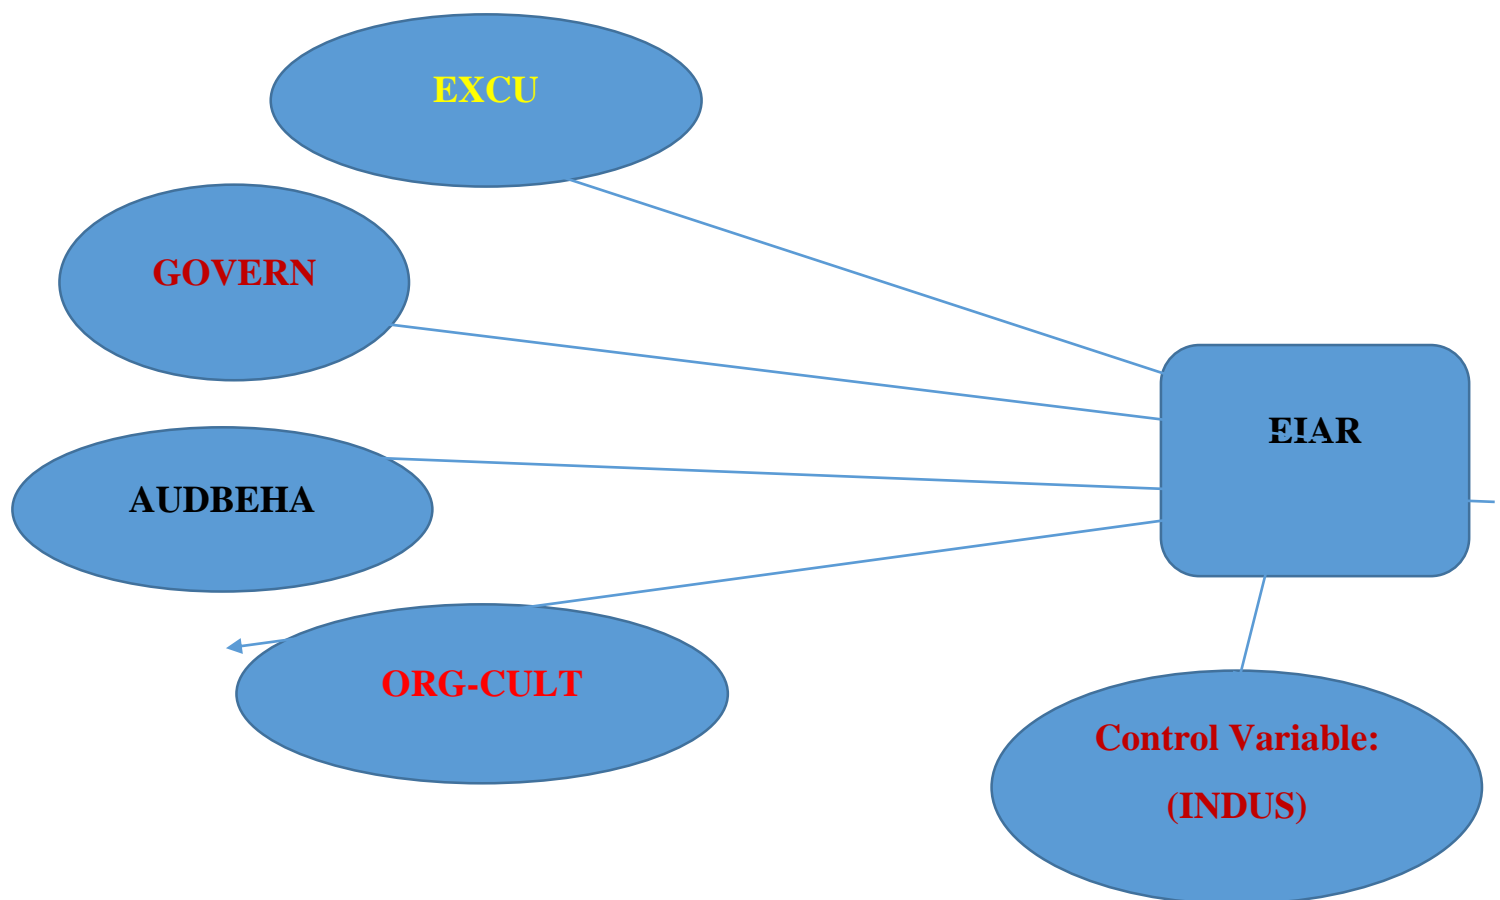 EXCU
GOVERN
EIAR
AUDBEHA
ORG-CULT
Control Variable:
(INDUS)